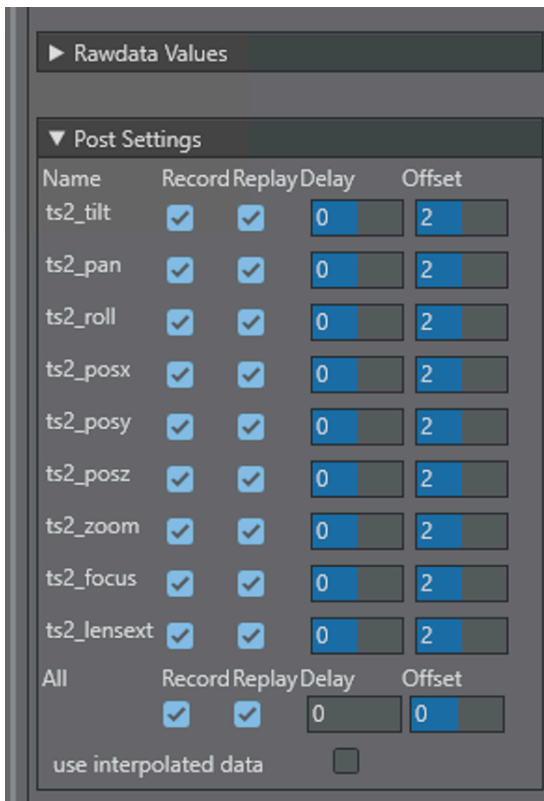 Rawdata Values
Post Settings
Name Record Replay Delay Offset
ts2_tilt 0 2
ts2_pan 0 2
ts2_roll 0 2
ts2_posx 0 2
ts2_posy 0 2
ts2_posz 0 2
ts2_zoom 0 2
ts2_focus 0 2
ts2_lensext 0 2
All Record Replay Delay Offset
0 0
use interpolated data